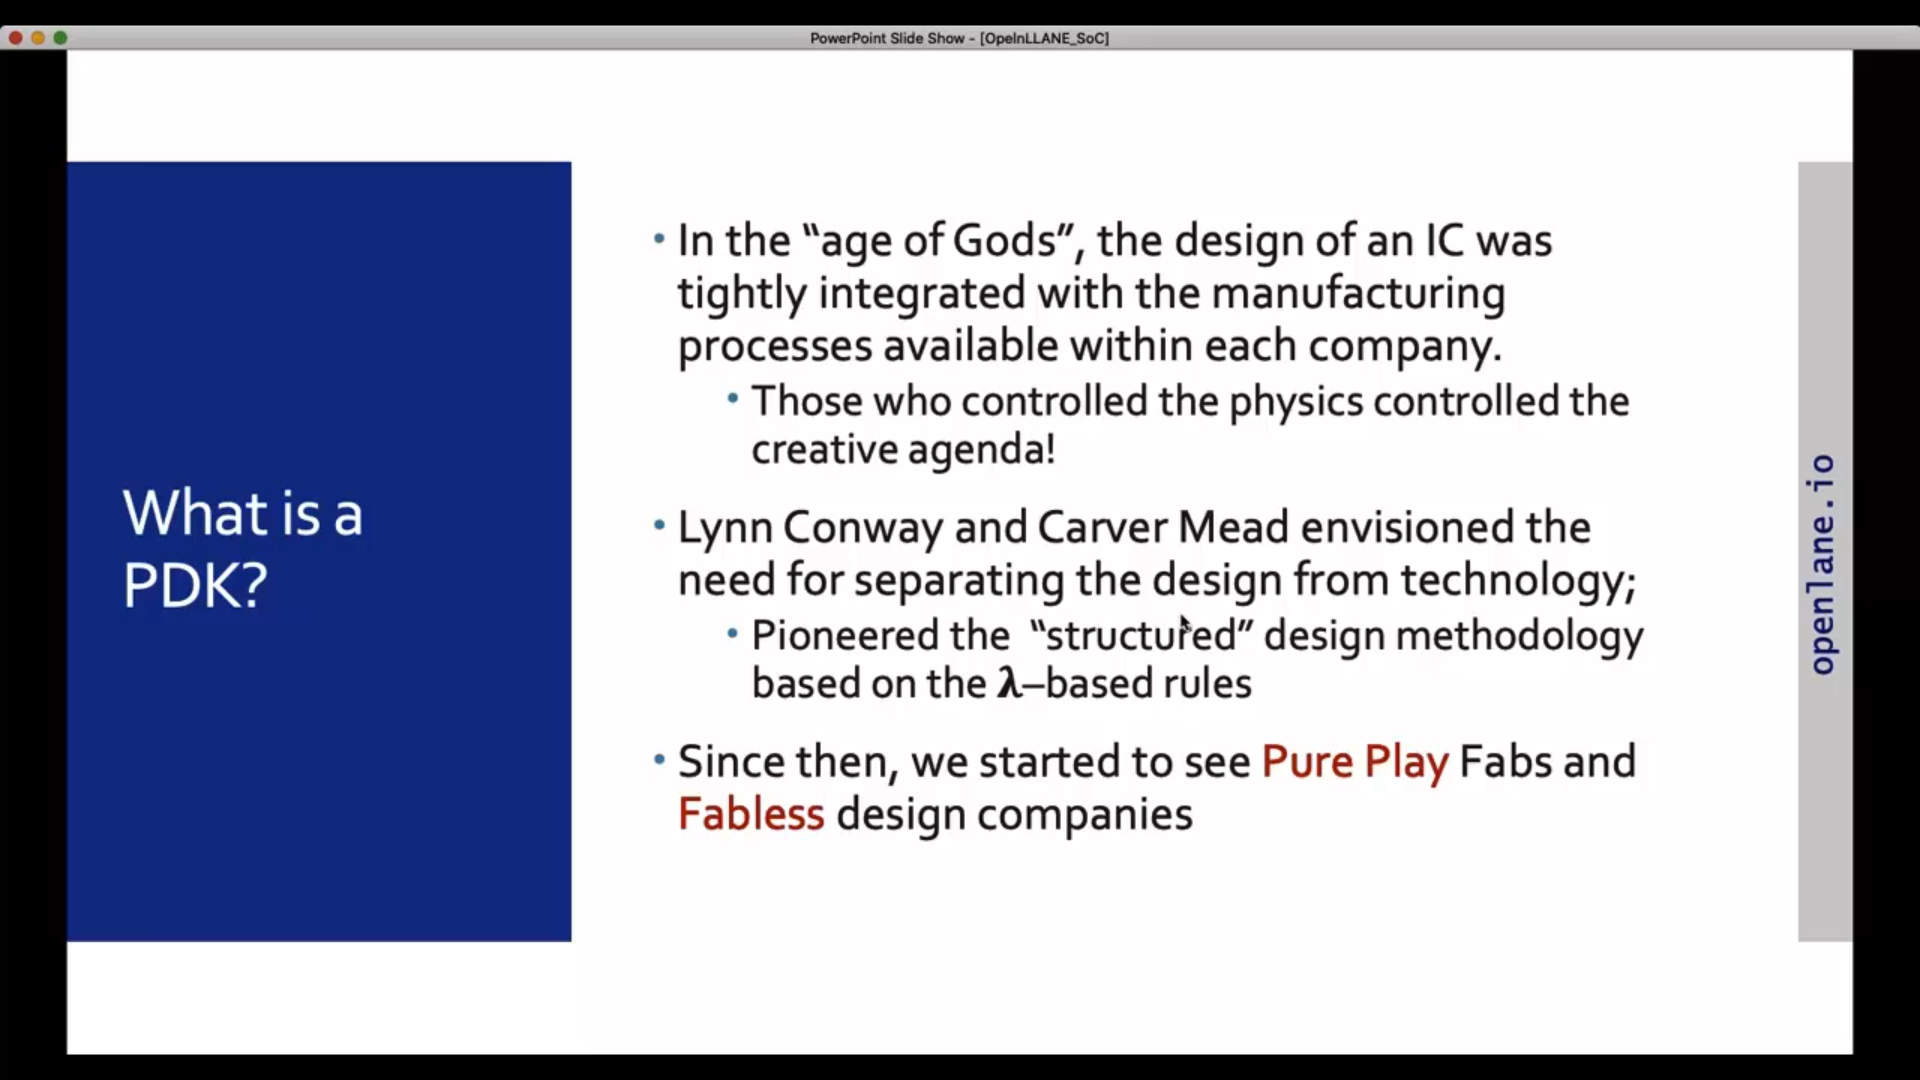 PowerPoint Slide Show - [OpeInLLANE_SoC]
What is a
PDK?
• In the “age of Gods”, the design of an IC was
tightly integrated with the manufacturing
processes available within each company.
• Those who controlled the physics controlled the
creative agenda!
• Lynn Conway and Carver Mead envisioned the
need for separating the design from technology;
• Pioneered the “structured” design methodology
based on the λ–based rules
• Since then, we started to see Pure Play Fabs and
Fabless design companies
openlane.io